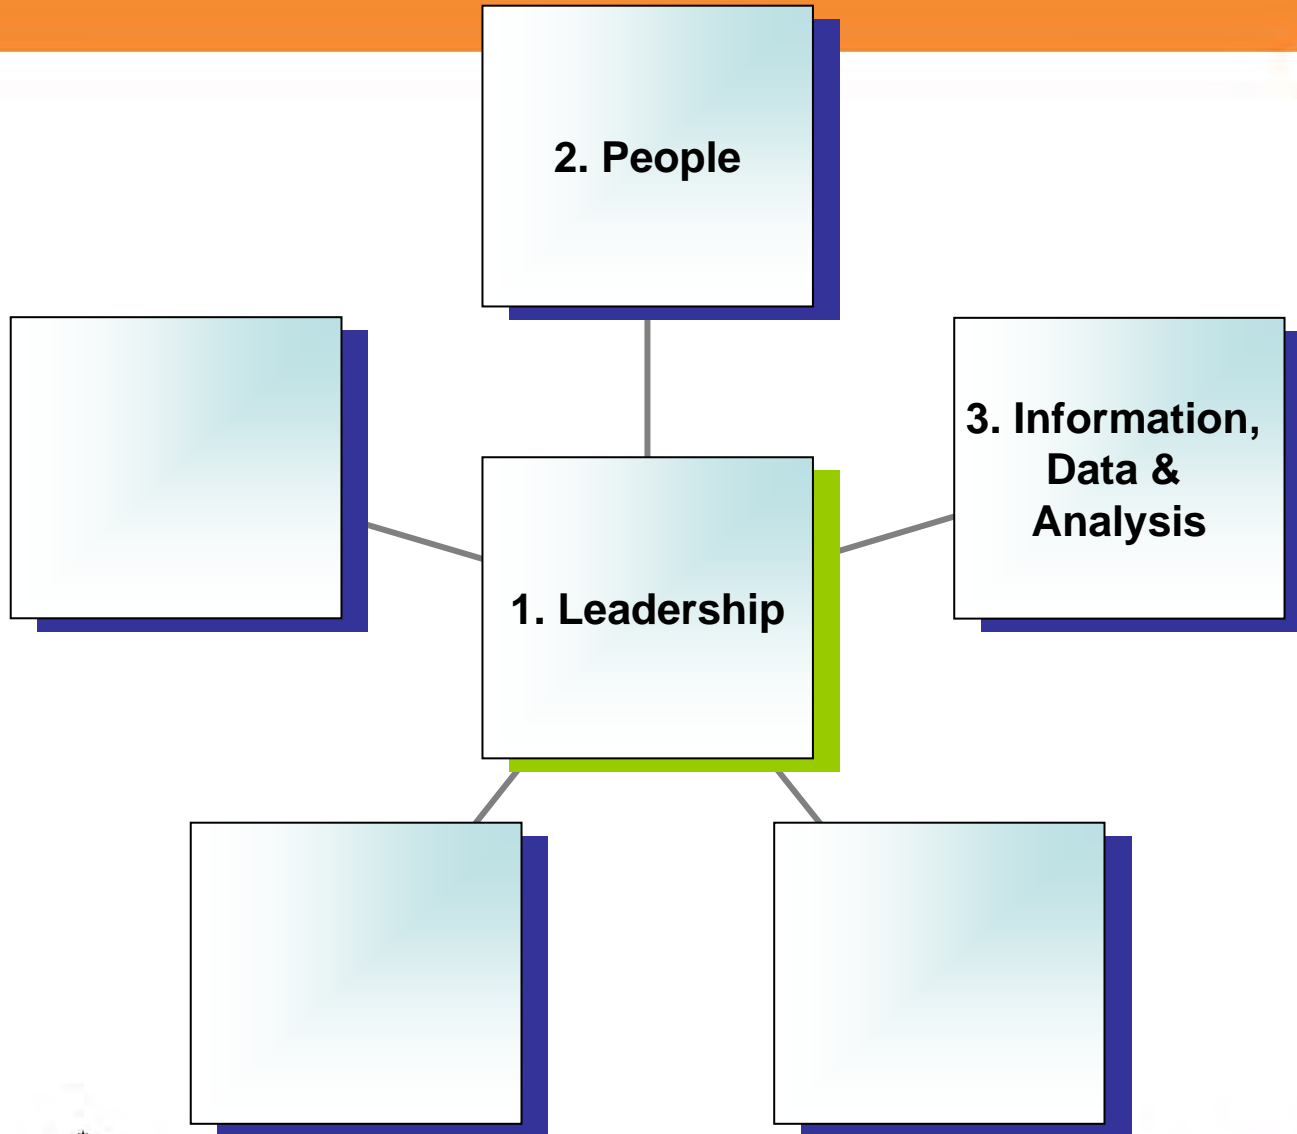 2. People
3. Information,
Data &
Analysis
1. Leadership